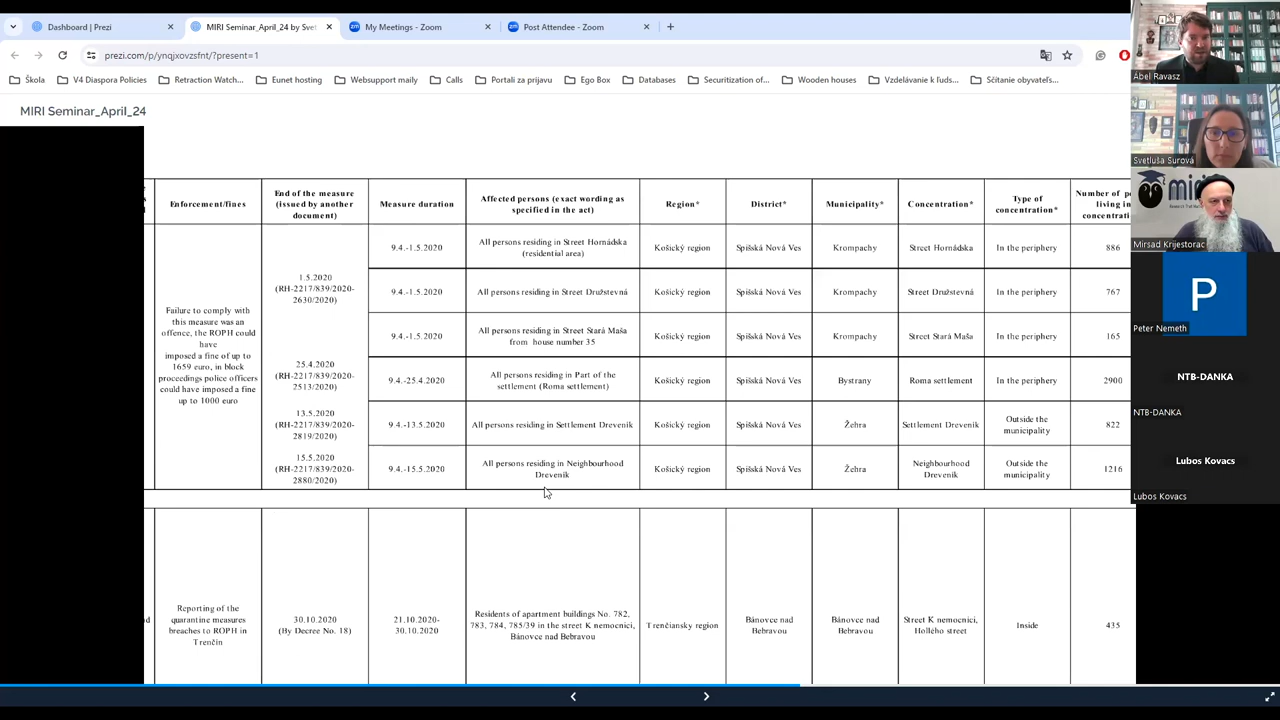 Dashboard | Prezi
MIRI Seminar_April_24 by Svet
My Meetings - Zoom
Post Attendee - Zoom
prezi.com/p/ynqjxovzsfnt/?present=1
Škola
V4 Diaspora Policies
Retraction Watch...
Eunet hosting
Websupport maily
Calls
Portali za prijavu
Ego Box
Databases
Securitization of...
Wooden houses
Vzdelávanie k ľuds...
Sčítanie obyvateľs...
MIRI Seminar_April_24
Enforcement/fines
End of the measure
(issued by another
document)
Measure duration
Affected persons (exact wording as
specified in the act)
Region*
District*
Municipality*
Concentration*
Type of
concentration*
Number of
living in
Failure to comply with
this measure was an
offence, the ROPH could
have
imposed a fine of up to
1659 euro, in block
proceedings police officers
could have imposed a fine
up to 1000 euro
1.5.2020
(RH-2217/839/2020-
2630/2020)
9.4.-1.5.2020
All persons residing in Street Hornádska
(residential area)
Košický region
Spišská Nová Ves
Krompachy
Street Hornádska
In the periphery
886
9.4.-1.5.2020
All persons residing in Street Družstevná
Košický region
Spišská Nová Ves
Krompachy
Street Družstevná
In the periphery
767
9.4.-1.5.2020
All persons residing in Street Stará Maša
from house number 35
Košický region
Spišská Nová Ves
Krompachy
Street Stará Maša
In the periphery
165
25.4.2020
(RH-2217/839/2020-
2513/2020)
9.4.-25.4.2020
All persons residing in Part of the
settlement (Roma settlement)
Košický region
Spišská Nová Ves
Bystrany
Roma settlement
In the periphery
2900
13.5.2020
(RH-2217/839/2020-
2819/2020)
9.4.-13.5.2020
All persons residing in Settlement Dreveník
Košický region
Spišská Nová Ves
Žehra
Settlement Dreveník
Outside the
municipality
822
15.5.2020
(RH-2217/839/2020-
2880/2020)
9.4.-15.5.2020
All persons residing in Neighbourhood
Dreveník
Košický region
Spišská Nová Ves
Žehra
Neighbourhood
Dreveník
Outside the
municipality
1216
Reporting of the
quarantine measures
breaches to ROPH in
Trenčín
30.10.2020
(By Decree No. 18)
21.10.2020-
30.10.2020
Residents of apartment buildings No. 782,
783, 784, 785/39 in the street K nemocnici,
Bánovce nad Bebravou
Trenčiansky region
Bánovce nad
Bebravou
Bánovce nad
Bebravou
Street K nemocnici,
Hollého street
Inside
435
Ábel Ravasz
Svetluša Surová
Mirsad Krijestorac
P
Peter Nemeth
NTB-DANKA
NTB-DANKA
Lubos Kovacs
Lubos Kovacs